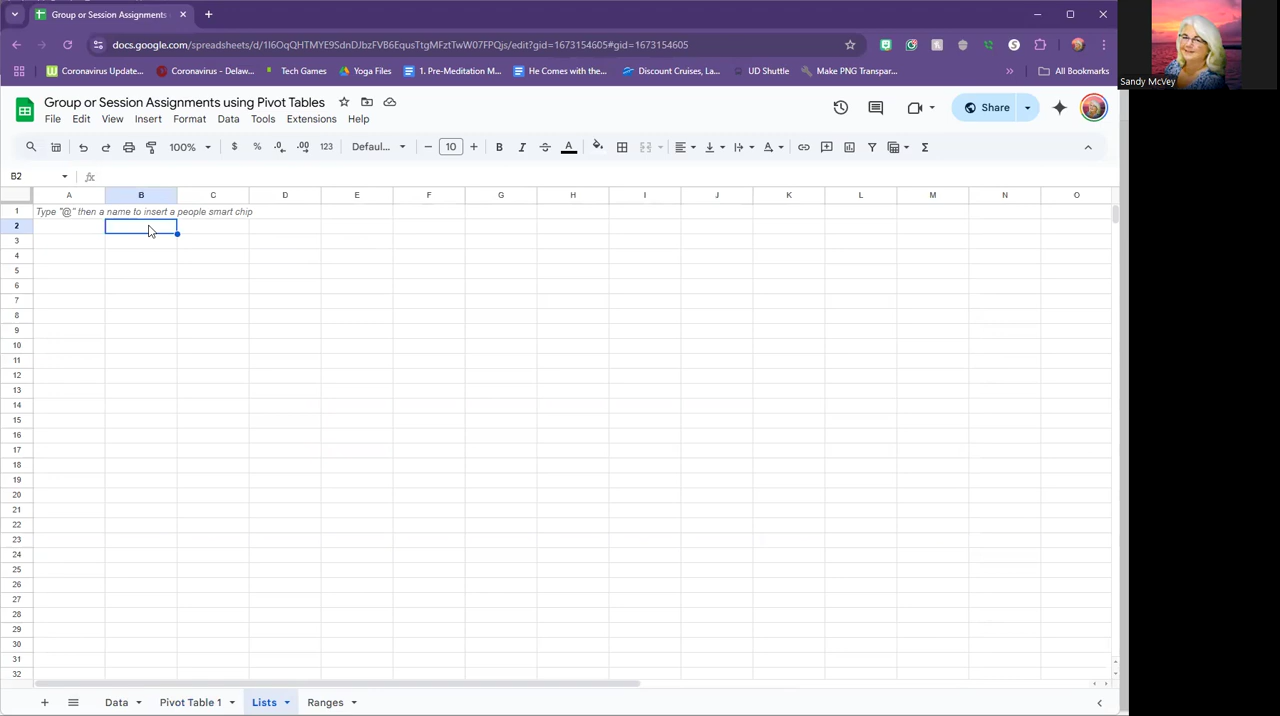 Group or Session Assignments
docs.google.com/spreadsheets/d/1I6OqQHTMYE9SdnDJbzFVB6EqusTtgMFztTwW07FPQjs/edit?gid=1673154605#gid=1673154605
Coronavirus Update... Coronavirus - Delaw... Tech Games Yoga Files 1. Pre-Meditation M... He Comes with the... Discount Cruises, La... UD Shuttle Make PNG Transpar... » All Bookmarks
Sandy McVey
Group or Session Assignments using Pivot Tables
Share
File Edit View Insert Format Data Tools Extensions Help
100% $ % .0 .00 123 Defaul... − 10 + B I A Σ
B2 fx
A B C D E F G H I J K L M N O
1 Type "@" then a name to insert a people smart chip
2
3
4
5
6
7
8
9
10
11
12
13
14
15
16
17
18
19
20
21
22
23
24
25
26
27
28
29
30
31
32
Data Pivot Table 1 Lists Ranges